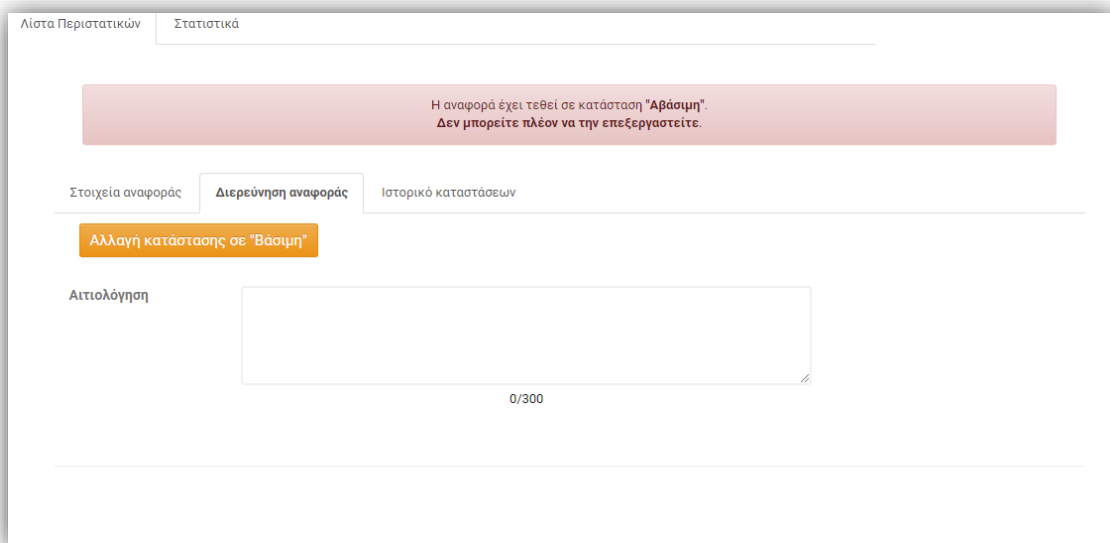 Λίστα Περιστατικών Στατιστικά
Η αναφορά έχει τεθεί σε κατάσταση "Αβάσιμη".
Δεν μπορείτε πλέον να την επεξεργαστείτε.
Στοιχεία αναφοράς Διερεύνηση αναφοράς Ιστορικό καταστάσεων
Αλλαγή κατάστασης σε "Βάσιμη"
Αιτιολόγηση
0/300